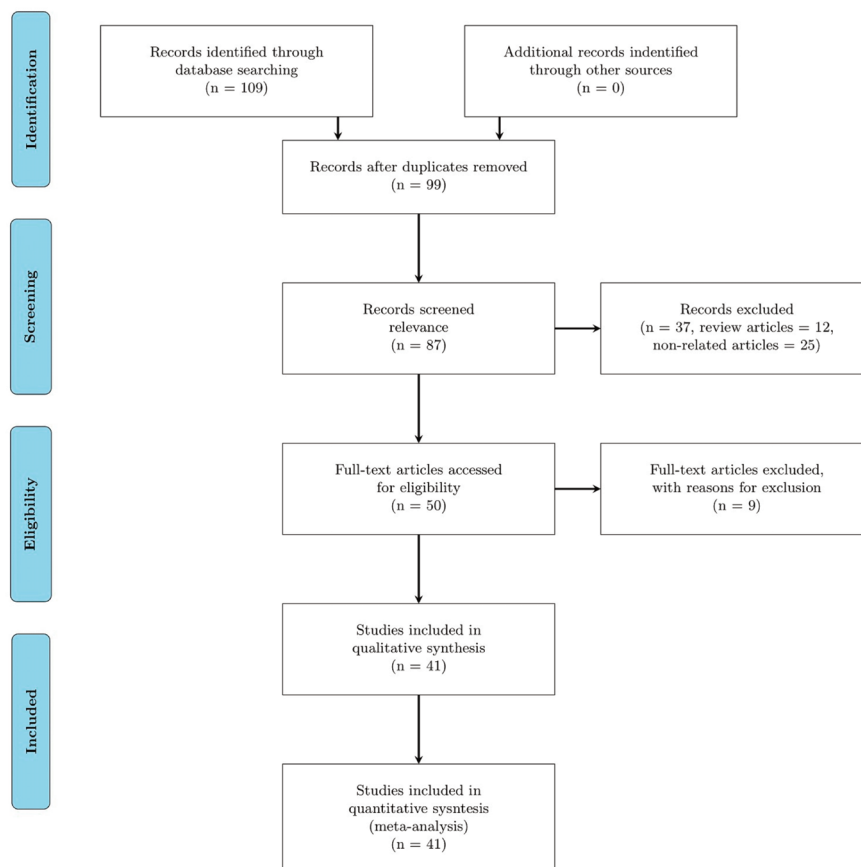 Identification
Records identified through
database searching
(n = 109)
Additional records indentified
through other sources
(n = 0)
Records after duplicates removed
(n = 99)
Screening
Records screened
relevance
(n = 87)
Records excluded
(n = 37, review articles = 12,
non-related articles = 25)
Eligibility
Full-text articles accessed
for eligibility
(n = 50)
Full-text articles excluded,
with reasons for exclusion
(n = 9)
Included
Studies included in
qualitative synthesis
(n = 41)
Studies included in
quantitative sysntesis
(meta-analysis)
(n = 41)